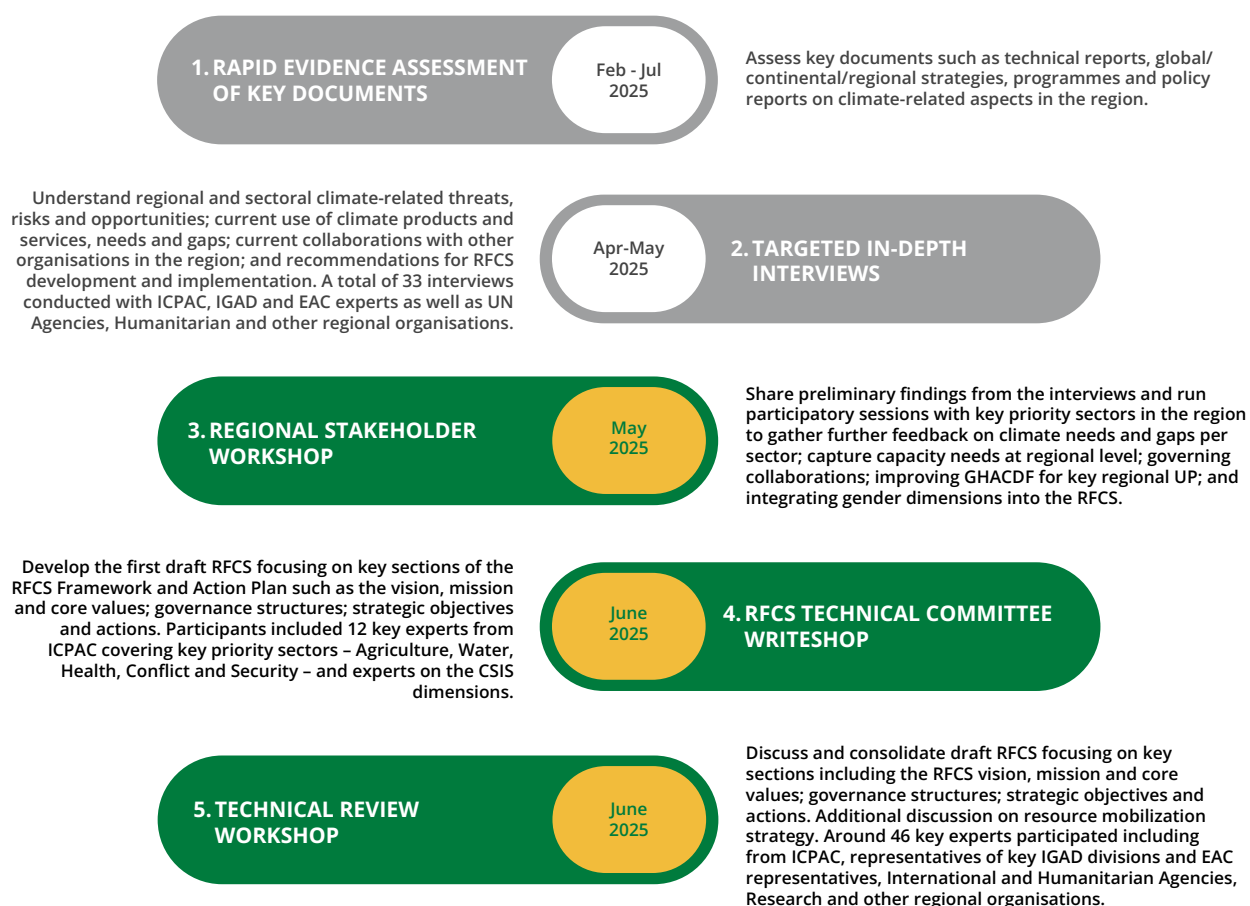 1. RAPID EVIDENCE ASSESSMENT
OF KEY DOCUMENTS
Feb - Jul
2025
Assess key documents such as technical reports, global/
continental/regional strategies, programmes and policy
reports on climate-related aspects in the region.
Understand regional and sectoral climate-related threats,
risks and opportunities; current use of climate products and
services, needs and gaps; current collaborations with other
organisations in the region; and recommendations for RFCS
development and implementation. A total of 33 interviews
conducted with ICPAC, IGAD and EAC experts as well as UN
Agencies, Humanitarian and other regional organisations.
Apr-May
2025
2. TARGETED IN-DEPTH
INTERVIEWS
3. REGIONAL STAKEHOLDER
WORKSHOP
May
2025
Share preliminary findings from the interviews and run
participatory sessions with key priority sectors in the region
to gather further feedback on climate needs and gaps per
sector; capture capacity needs at regional level; governing
collaborations; improving GHACDF for key regional UP; and
integrating gender dimensions into the RFCS.
Develop the first draft RFCS focusing on key sections of the
RFCS Framework and Action Plan such as the vision, mission
and core values; governance structures; strategic objectives
and actions. Participants included 12 key experts from
ICPAC covering key priority sectors – Agriculture, Water,
Health, Conflict and Security – and experts on the CSIS
dimensions.
June
2025
4. RFCS TECHNICAL COMMITTEE
WRITESHOP
5. TECHNICAL REVIEW
WORKSHOP
June
2025
Discuss and consolidate draft RFCS focusing on key
sections including the RFCS vision, mission and core
values; governance structures; strategic objectives and
actions. Additional discussion on resource mobilization
strategy. Around 46 key experts participated including
from ICPAC, representatives of key IGAD divisions and EAC
representatives, International and Humanitarian Agencies,
Research and other regional organisations.